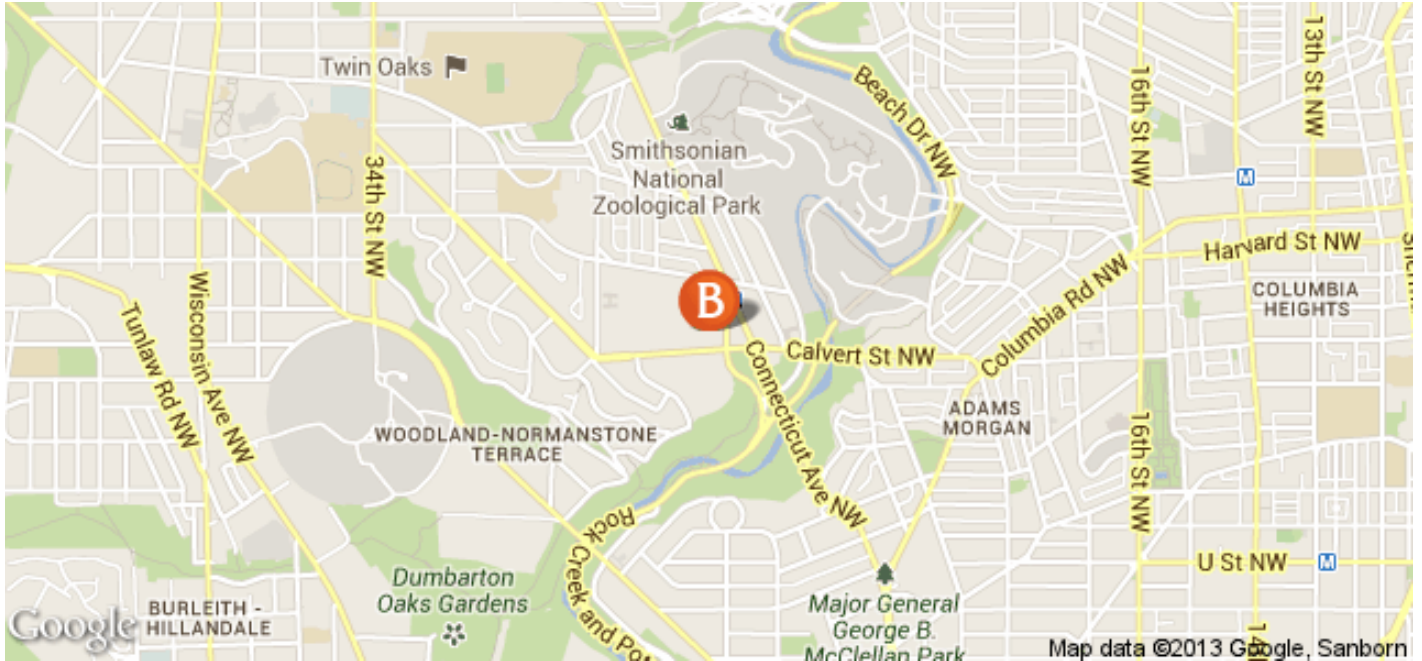 Twin Oaks
Smithsonian
National
Zoological Park
Beach Dr NW
16th St NW
13th St NW
M
34th St NW
Wisconsin Ave NW
Tunlaw Rd NW
B
Calvert St NW
Connecticut Ave NW
Columbia Rd NW
Harvard St NW
COLUMBIA
HEIGHTS
ADAMS
MORGAN
WOODLAND-NORMANSTONE
TERRACE
16th St NW
Rock Creek and
U St NW
M
Dumbarton
Oaks Gardens
BURLEITH -
HILLANDALE
Major General
George B.
McClellan Park
Google
Map data ©2013 Google, Sanborn